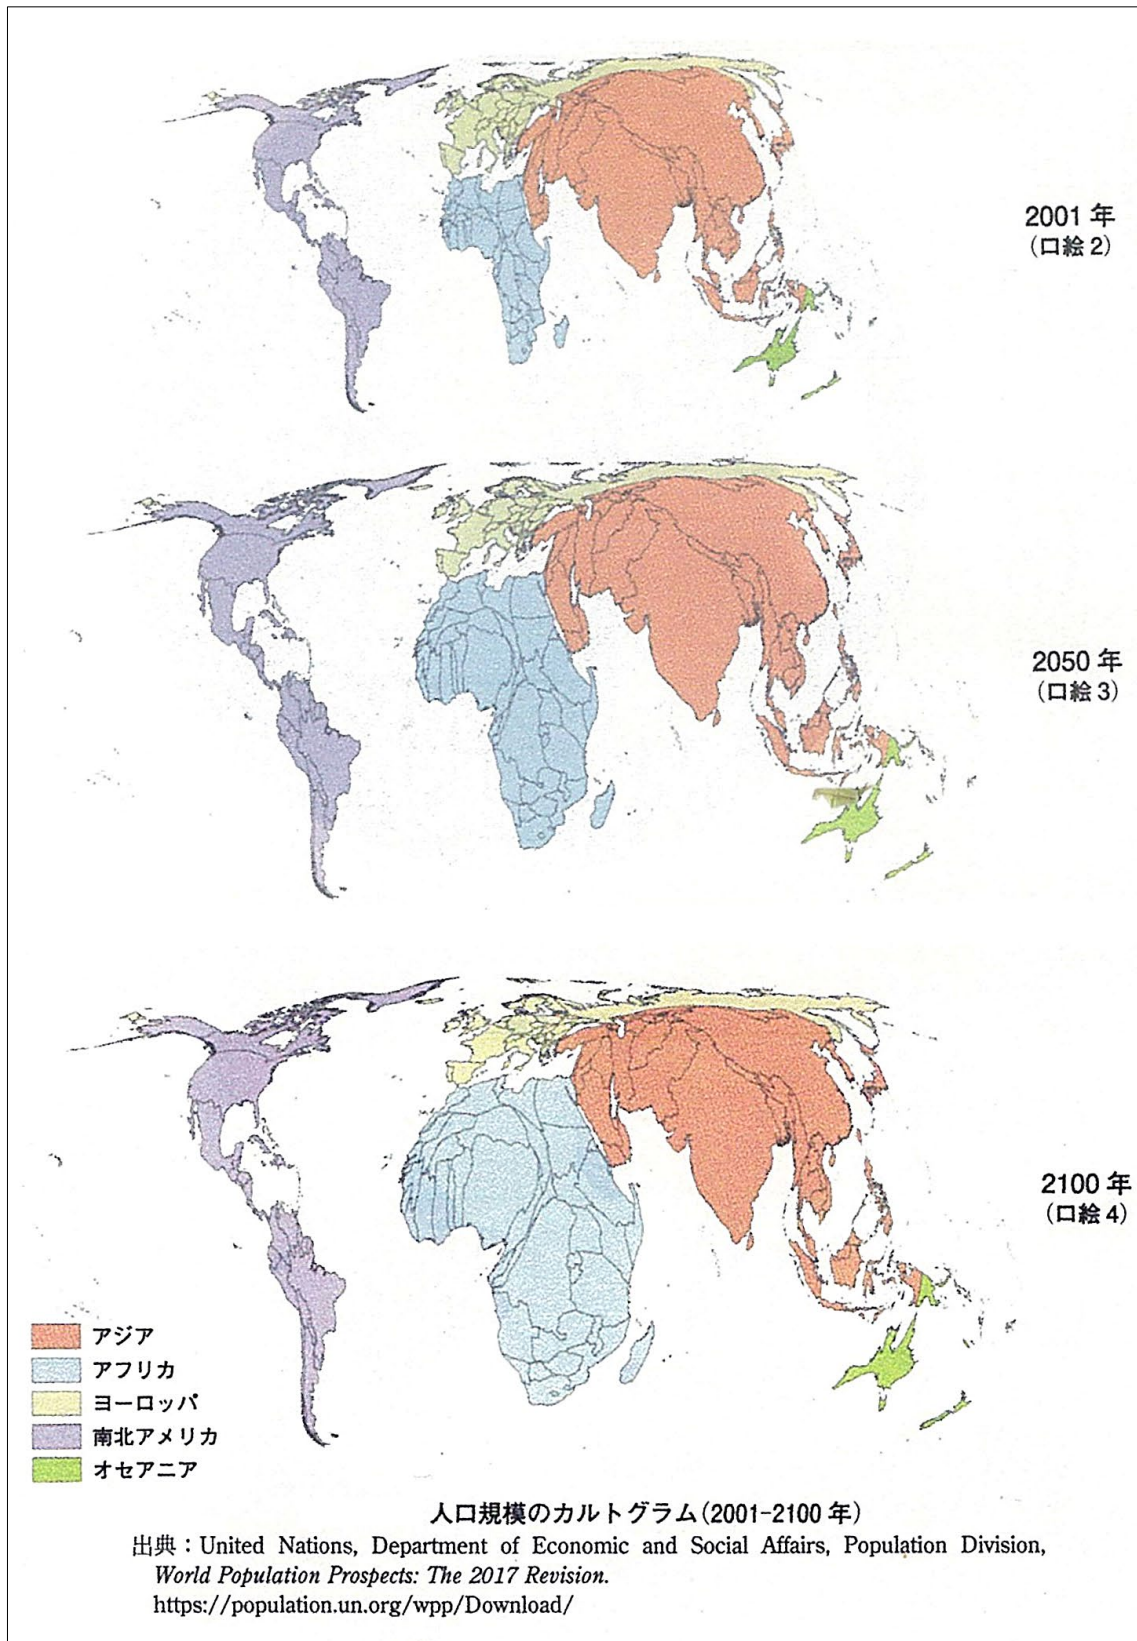 2001 年
(口絵 2)
2050 年
(口絵 3)
2100 年
(口絵 4)
アジア
アフリカ
ヨーロッパ
南北アメリカ
オセアニア
人口規模のカルトグラム(2001-2100 年)
出典：United Nations, Department of Economic and Social Affairs, Population Division,
World Population Prospects: The 2017 Revision.
https://population.un.org/wpp/Download/